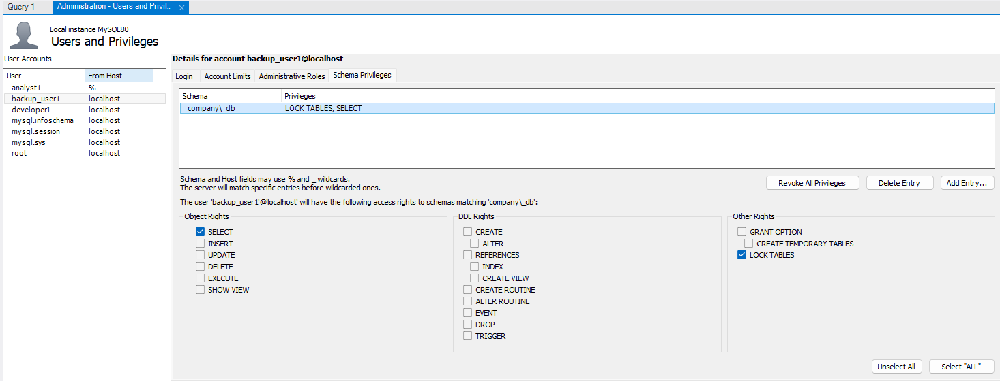 Query 1 Administration - Users and Privil...
Local instance MySQL80
Users and Privileges
User Accounts
User From Host
analyst1 %
backup_user1 localhost
developer1 localhost
mysql.infoschema localhost
mysql.session localhost
mysql.sys localhost
root localhost
Details for account backup_user1@localhost
Login Account Limits Administrative Roles Schema Privileges
Schema Privileges
company\_db LOCK TABLES, SELECT
Schema and Host fields may use % and _ wildcards.
The server will match specific entries before wildcarded ones.
Revoke All Privileges Delete Entry Add Entry...
The user 'backup_user1'@'localhost' will have the following access rights to schemas matching 'company\_db':
Object Rights
SELECT
INSERT
UPDATE
DELETE
EXECUTE
SHOW VIEW
DDL Rights
CREATE
ALTER
REFERENCES
INDEX
CREATE VIEW
CREATE ROUTINE
ALTER ROUTINE
EVENT
DROP
TRIGGER
Other Rights
GRANT OPTION
CREATE TEMPORARY TABLES
LOCK TABLES
Unselect All Select "ALL"